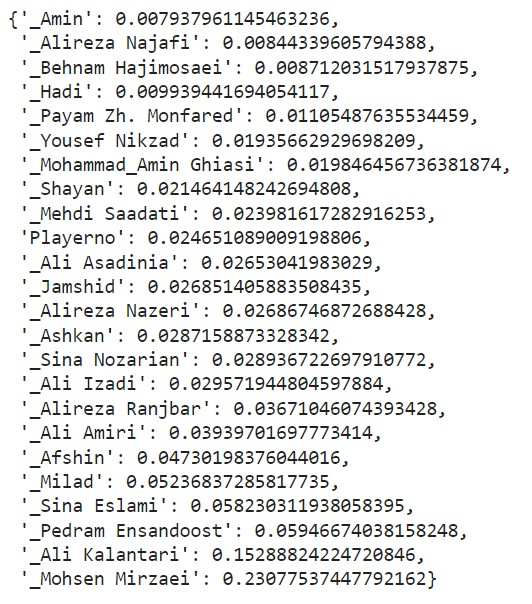 {'_Amin': 0.007937961145463236,
'_Alireza Najafi': 0.00844339605794388,
'_Behnam Hajimosaei': 0.008712031517937875,
'_Hadi': 0.009939441694054117,
'_Payam Zh. Monfared': 0.01105487635534459,
'_Yousef Nikzad': 0.01935662929698209,
'_Mohammad_Amin Ghiasi': 0.019846456736381874,
'_Shayan': 0.021464148242694808,
'_Mehdi Saadati': 0.023981617282916253,
'Playerno': 0.024651089009198806,
'_Ali Asadinia': 0.02653041983029,
'_Jamshid': 0.026851405883508435,
'_Alireza Nazeri': 0.02686746872688428,
'_Ashkan': 0.0287158873328342,
'_Sina Nozarian': 0.028936722697910772,
'_Ali Izadi': 0.029571944804597884,
'_Alireza Ranjbar': 0.03671046074393428,
'_Ali Amiri': 0.03939701697773414,
'_Afshin': 0.04730198376044016,
'_Milad': 0.05236837285817735,
'_Sina Eslami': 0.058230311938058395,
'_Pedram Ensandoost': 0.05946674038158248,
'_Ali Kalantari': 0.15288824224720846,
'_Mohsen Mirzaei': 0.23077537447792162}